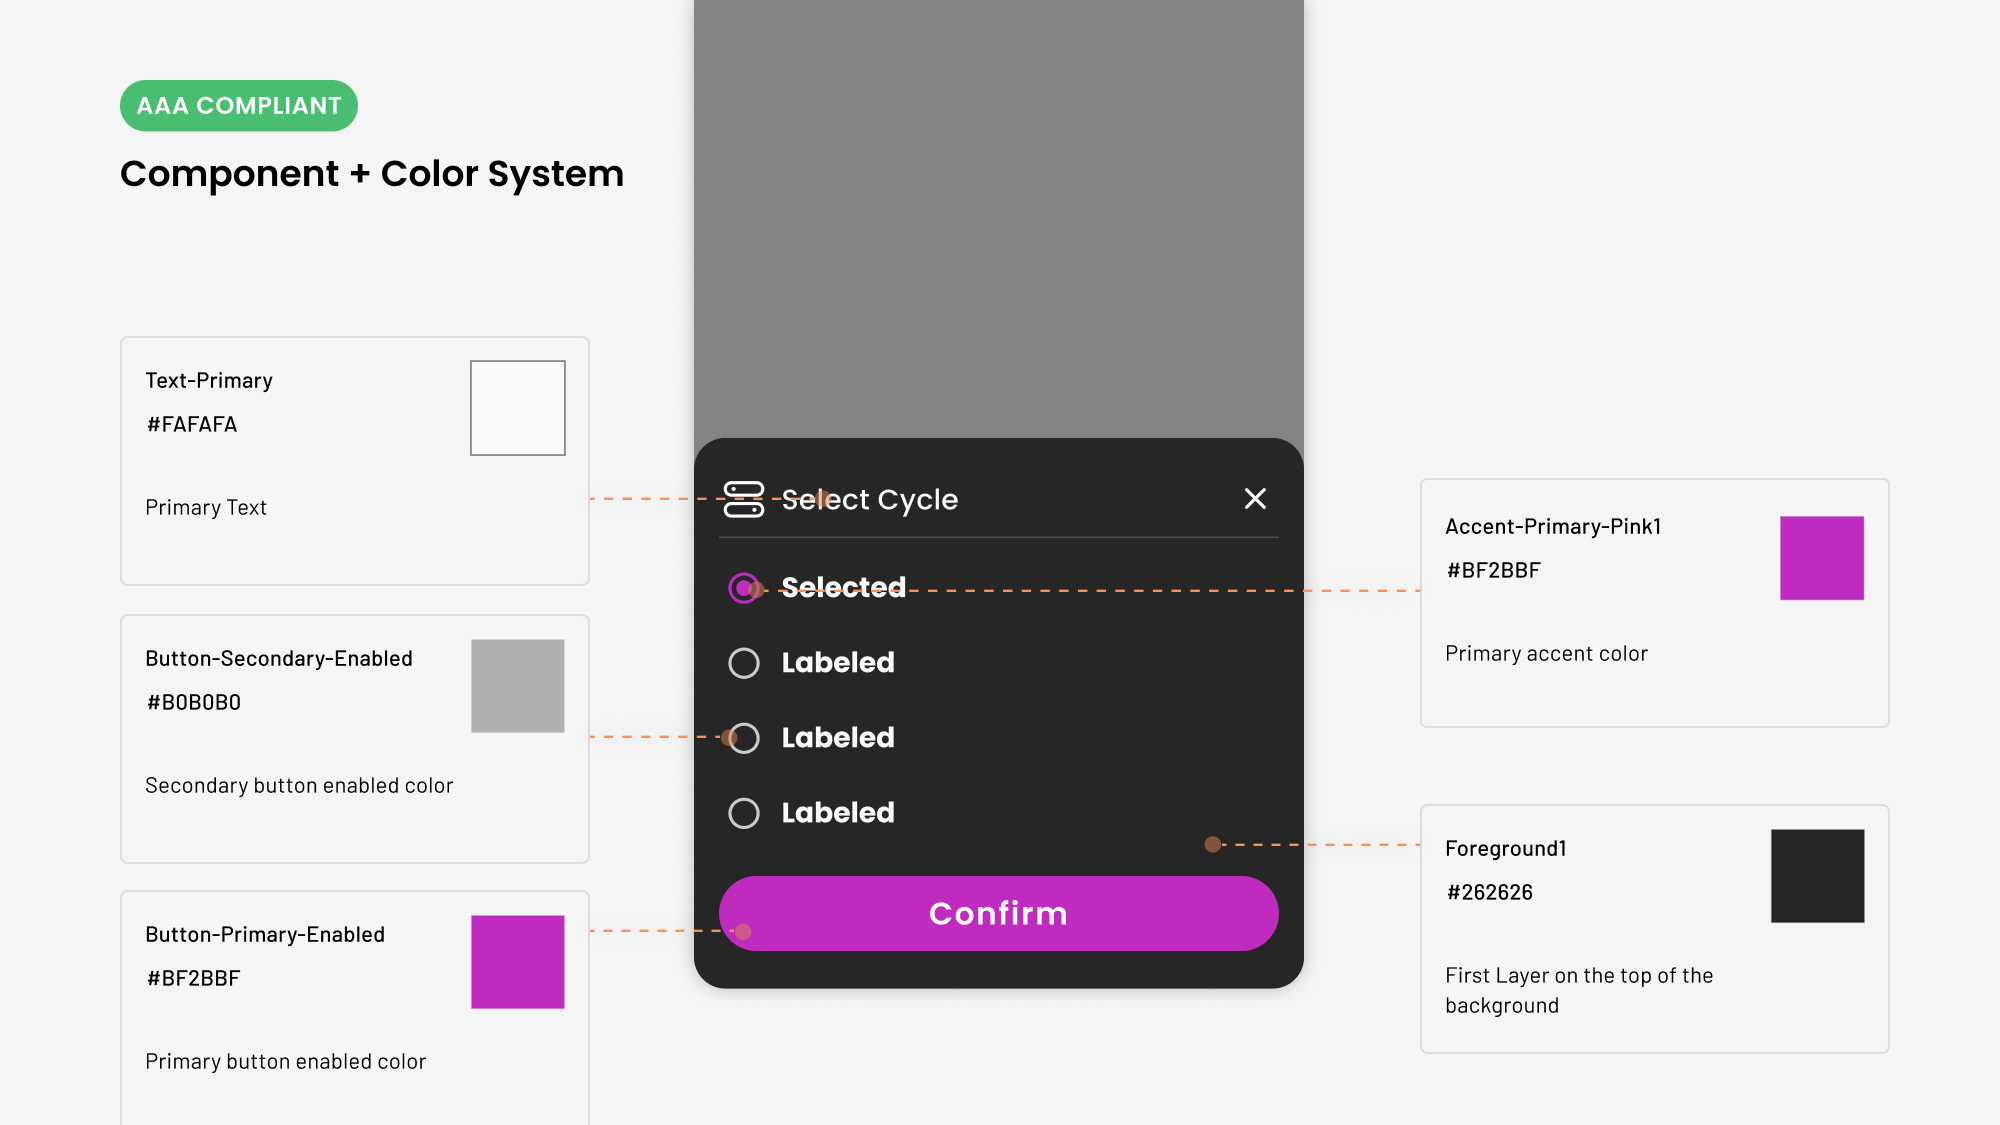 AAA COMPLIANT
Component + Color System
Text-Primary
#FAFAFA
Primary Text
Button-Secondary-Enabled
#B0B0B0
Secondary button enabled color
Button-Primary-Enabled
#BF2BBF
Primary button enabled color
Select Cycle
Selected
Labeled
Labeled
Labeled
Confirm
Accent-Primary-Pink1
#BF2BBF
Primary accent color
Foreground1
#262626
First Layer on the top of the
background